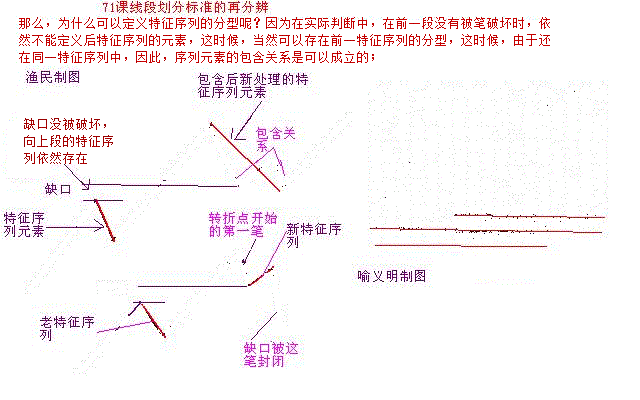 71课线段划分标准的再分辨
那么，为什么可以定义特征序列的分型呢？因为在实际判断中，在前一段没有被笔破坏时，依
然不能定义后特征序列的元素，这时候，当然可以存在前一特征序列的分型，这时候，由于还
在同一特征序列中，因此，序列元素的包含关系是可以成立的；
渔民制图
包含后新处理的特
征序列元素
缺口没被破坏，
向上段的特征序
列依然存在
包含关
系
缺口
特征序
列元素
转折点开始
的第一笔
新特征序
列
喻义明制图
老特征序
列
缺口被这
笔封闭